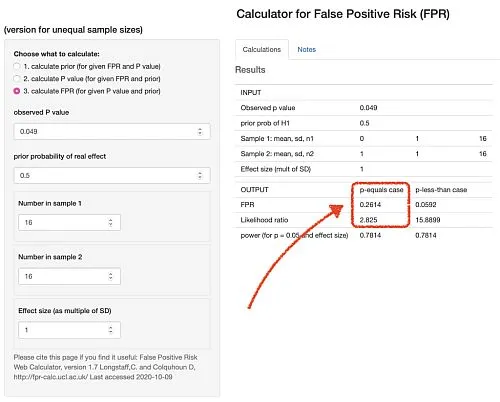 Calculator for False Positive Risk (FPR)
(version for unequal sample sizes)
Choose what to calculate:
1. calculate prior (for given FPR and P value)
2. calculate P value (for given FPR and prior)
3. calculate FPR (for given P value and prior)
observed P value
0.049
prior probability of real effect
0.5
Number in sample 1
16
Number in sample 2
16
Effect size (as multiple of SD)
1
Please cite this page if you find it useful: False Positive Risk
Web Calculator, version 1.7 Longstaff,C. and Colquhoun D,
http://fpr-calc.ucl.ac.uk/ Last accessed 2020-10-09
Calculations Notes
Results
INPUT
Observed p value 0.049
prior prob of H1 0.5
Sample 1: mean, sd, n1 0 1 16
Sample 2: mean, sd, n2 1 1 16
Effect size (mult of SD) 1
OUTPUT p-equals case p-less-than case
FPR 0.2614 0.0592
Likelihood ratio 2.825 15.8899
power (for p = 0.05 and effect size) 0.7814 0.7814